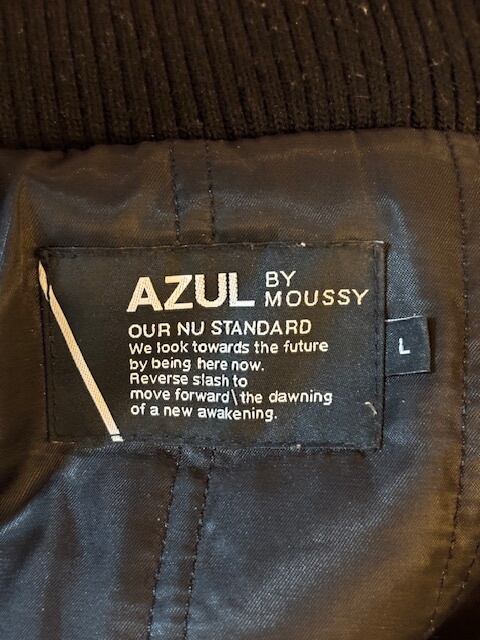 AZUL BY MOUSSY
OUR NU STANDARD
We look towards the future
by being here now.
Reverse slash to
move forward\the dawning
of a new awakening.
L